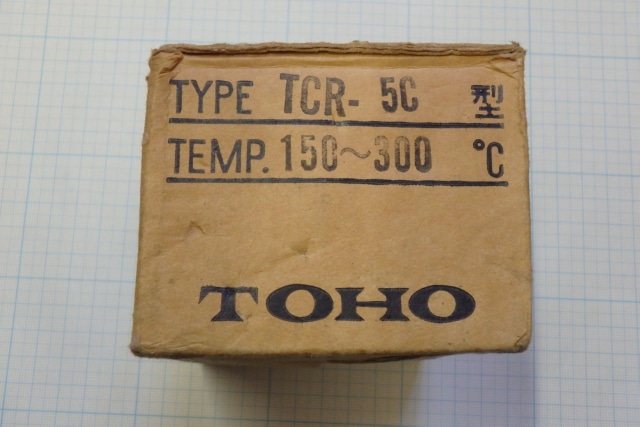 TYPE TCR- 5C 型
TEMP. 150~300 ℃
TOHO